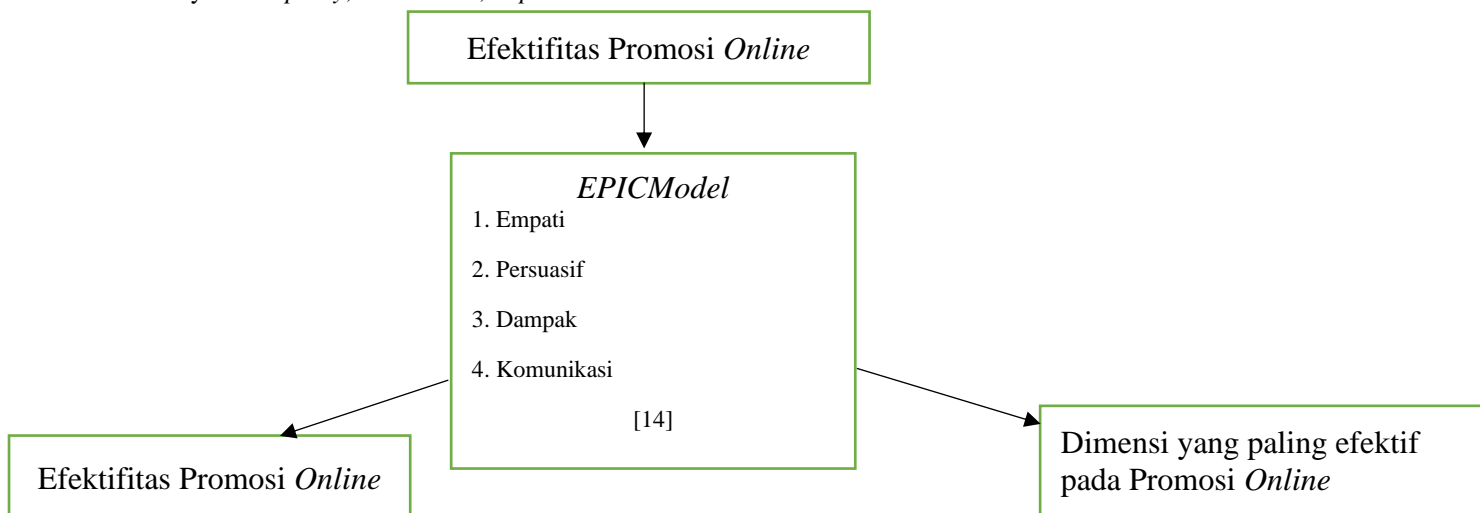 Efektifitas Promosi Online
EPICModel
1. Empati
2. Persuasif
3. Dampak
4. Komunikasi
[14]
Efektifitas Promosi Online
Dimensi yang paling efektif
pada Promosi Online